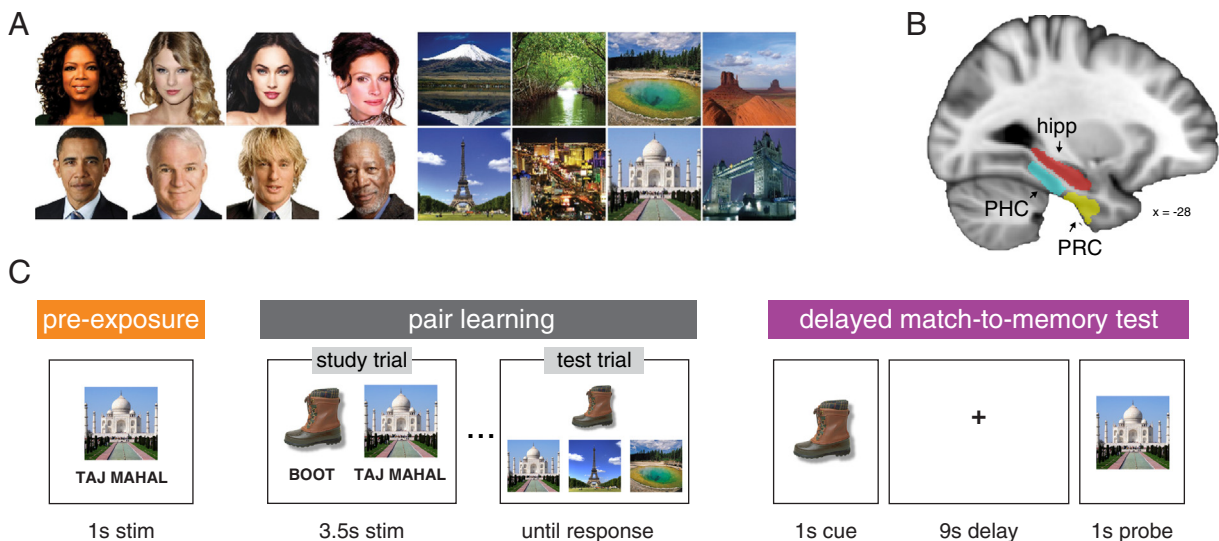 A
B
hipp
PHC
x = -28
PRC
C
pre-exposure
pair learning
delayed match-to-memory test
study trial
test trial
TAJ MAHAL
BOOT
TAJ MAHAL
...
+
1s stim
3.5s stim
until response
1s cue
9s delay
1s probe